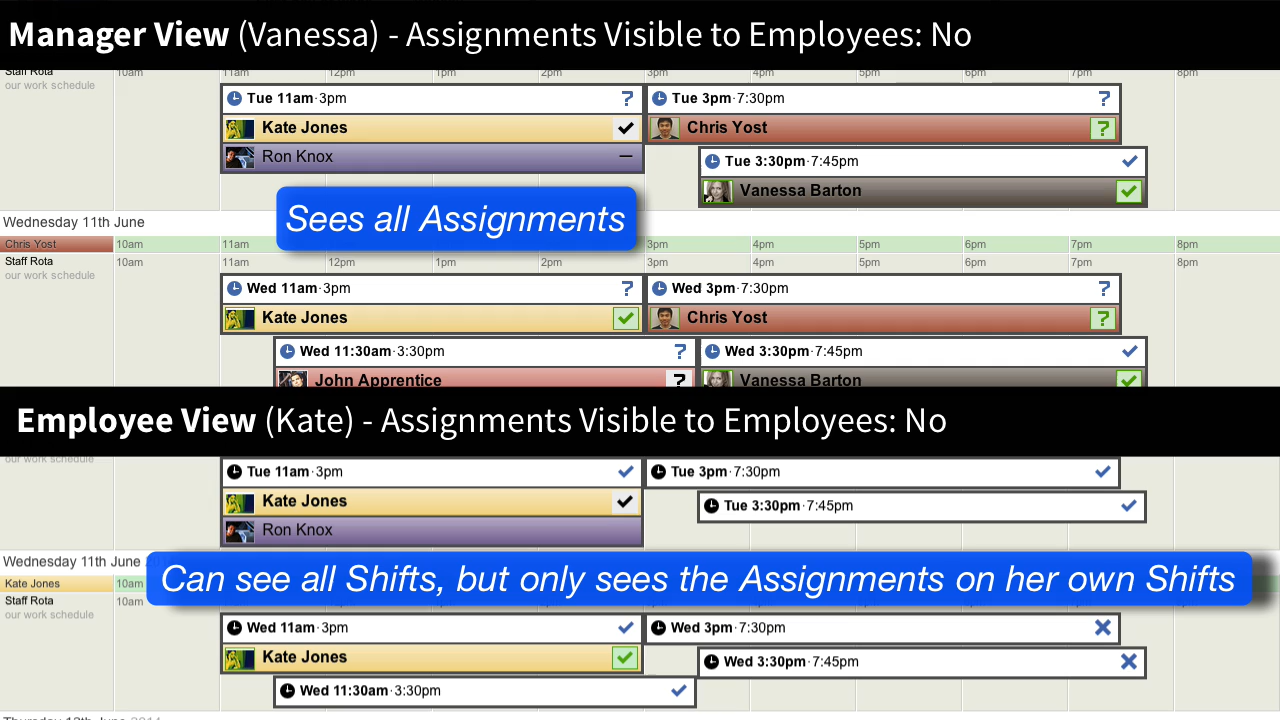 Manager View (Vanessa) - Assignments Visible to Employees: No
Staff Rota 10am 11am 12pm 1pm 2pm 3pm 4pm 5pm 6pm 7pm 8pm
our work schedule
Tue 11am·3pm ? Tue 3pm·7:30pm ?
Kate Jones Chris Yost ?
Ron Knox Tue 3:30pm·7:45pm
Vanessa Barton
Sees all Assignments
Wednesday 11th June
Chris Yost 10am 11am 3pm 4pm 5pm 6pm 7pm 8pm
Staff Rota 10am 11am 12pm 1pm 2pm 3pm 4pm 5pm 6pm 7pm 8pm
our work schedule
Wed 11am·3pm ? Wed 3pm·7:30pm ?
Kate Jones Chris Yost ?
Wed 11:30am·3:30pm ? Wed 3:30pm·7:45pm
John Apprentice ? Vanessa Barton
Employee View (Kate) - Assignments Visible to Employees: No
our work schedule
Tue 11am·3pm Tue 3pm·7:30pm
Kate Jones Tue 3:30pm·7:45pm
Ron Knox
Wednesday 11th June
Can see all Shifts, but only sees the Assignments on her own Shifts
Kate Jones 10am
Staff Rota 10am
our work schedule
Wed 11am·3pm Wed 3pm·7:30pm
Kate Jones Wed 3:30pm·7:45pm
Wed 11:30am·3:30pm